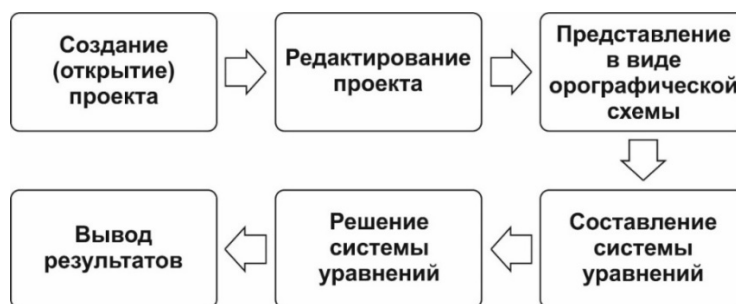 Создание
(открытие)
проекта
Редактирование
проекта
Представление
в виде
орографической
схемы
Составление
системы
уравнений
Решение
системы
уравнений
Вывод
результатов